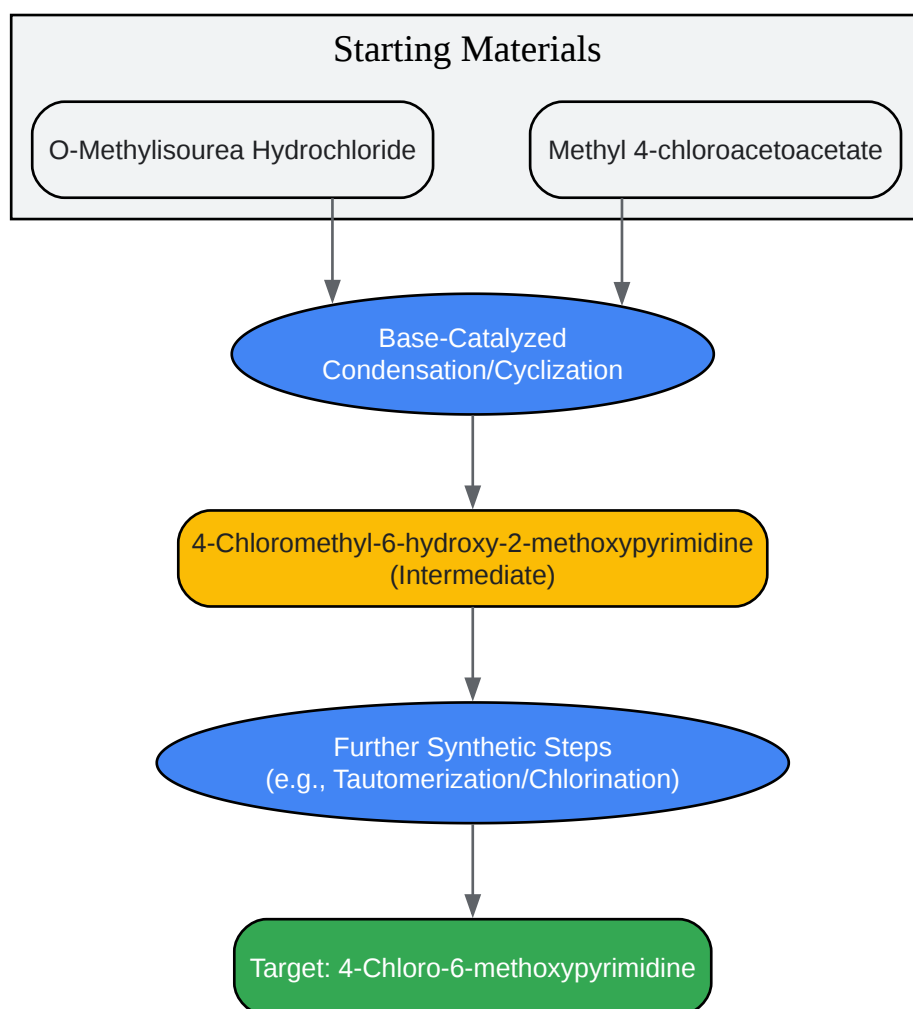 Starting Materials
O-Methylisourea Hydrochloride
Methyl 4-chloroacetoacetate
Base-Catalyzed
Condensation/Cyclization
4-Chloromethyl-6-hydroxy-2-methoxypyrimidine
(Intermediate)
Further Synthetic Steps
(e.g., Tautomerization/Chlorination)
Target: 4-Chloro-6-methoxypyrimidine